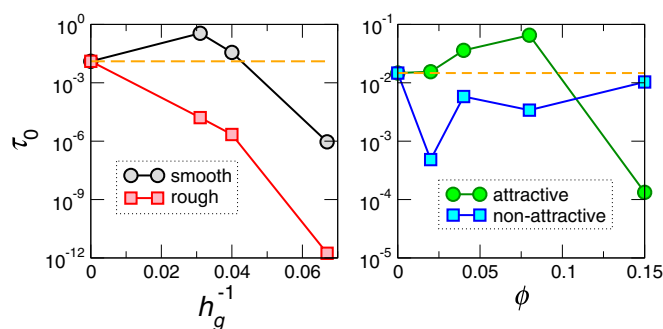 τ₀
10⁰
10⁻³
10⁻⁶
10⁻⁹
10⁻¹²
0
0.02
0.04
0.06
h_g⁻¹
smooth
rough
10⁻¹
10⁻²
10⁻³
10⁻⁴
10⁻⁵
0
0.05
0.1
0.15
ϕ
attractive
non-attractive